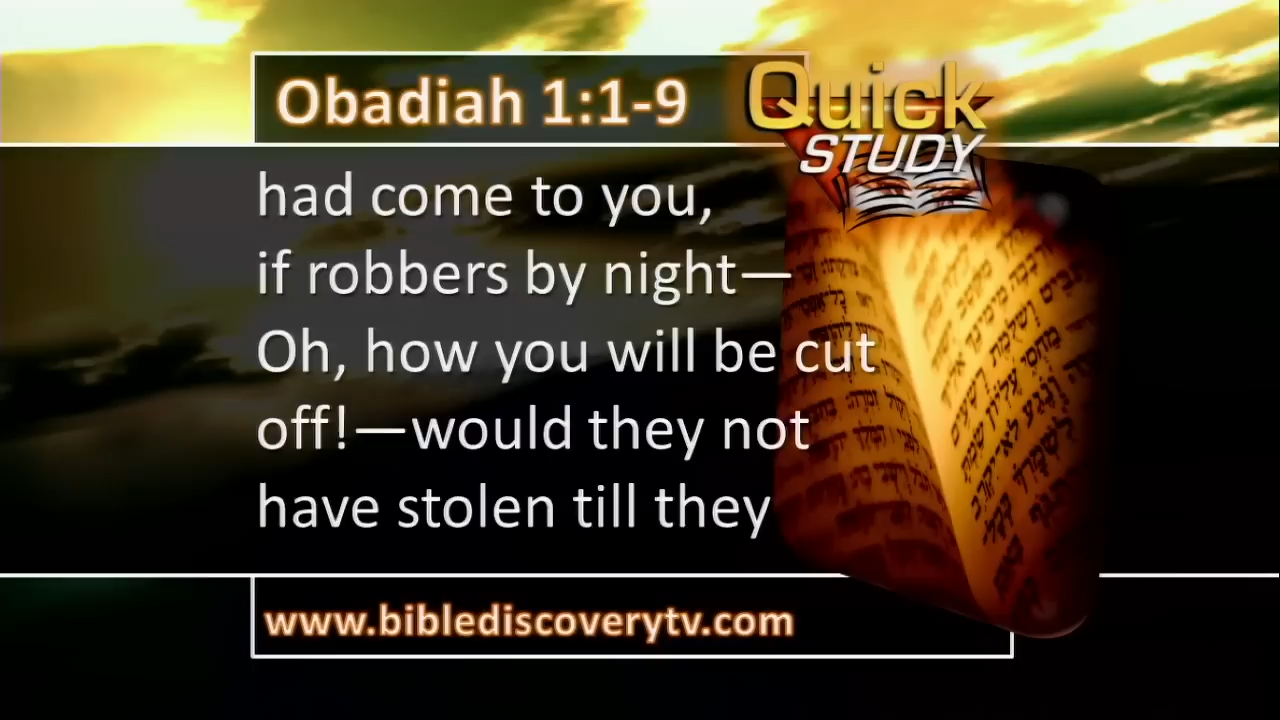 Obadiah 1:1-9
Quick
STUDY
had come to you,
if robbers by night—
Oh, how you will be cut
off!—would they not
have stolen till they
www.biblediscoverytv.com